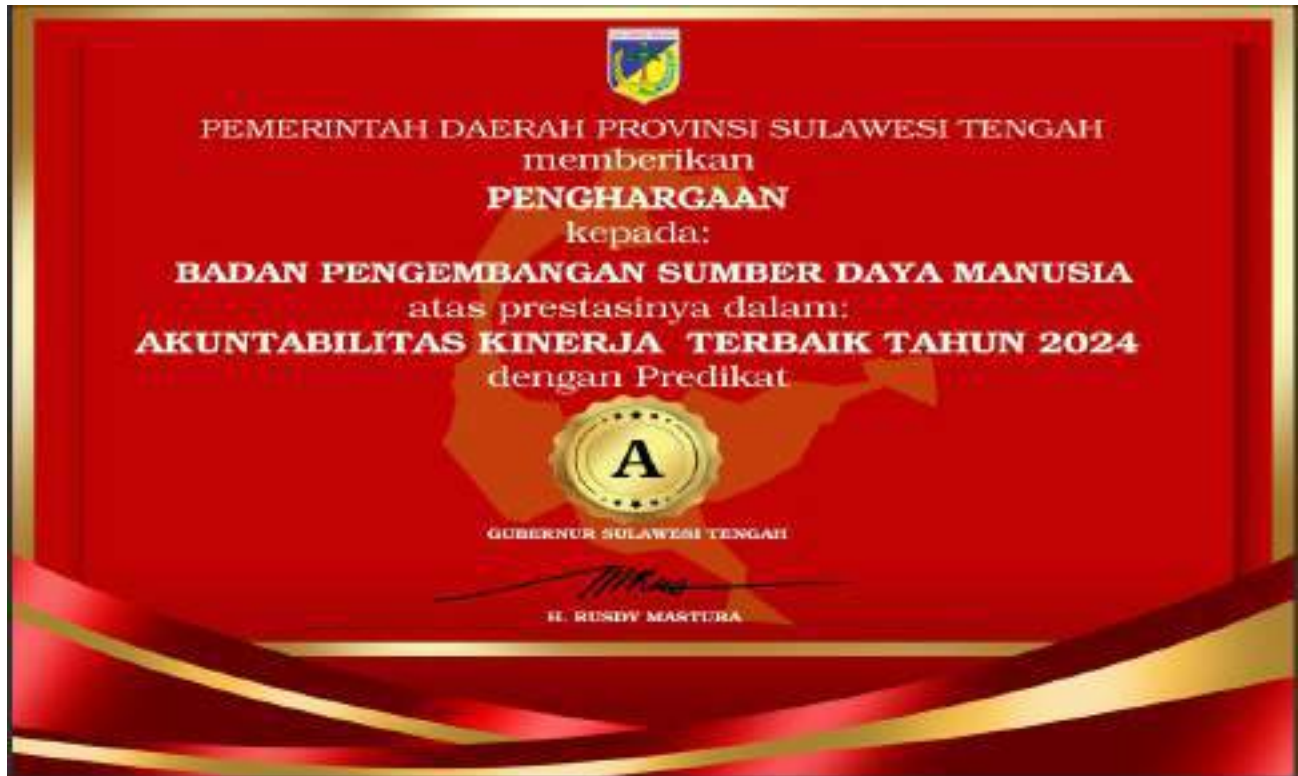 PEMERINTAH DAERAH PROVINSI SULAWESI TENGAH
memberikan
PENGHARGAAN
kepada:
BADAN PENGEMBANGAN SUMBER DAYA MANUSIA
atas prestasinya dalam:
AKUNTABILITAS KINERJA TERBAIK TAHUN 2024
dengan Predikat
A
GUBERNUR SULAWESI TENGAH
H. RUSDY MASTURA